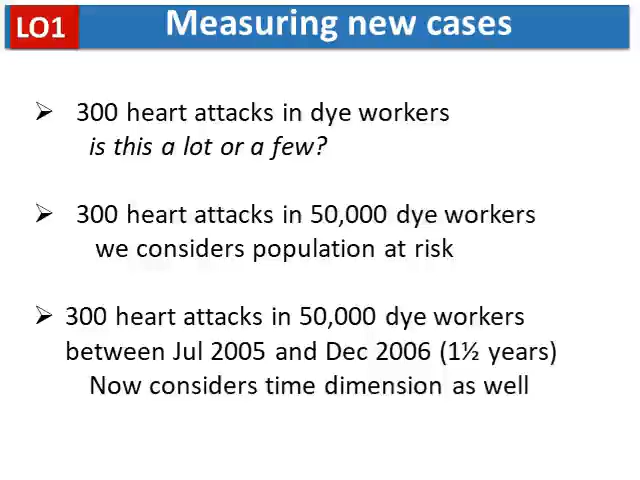 LO1
Measuring new cases
➢ 300 heart attacks in dye workers
is this a lot or a few?
➢ 300 heart attacks in 50,000 dye workers
we considers population at risk
➢ 300 heart attacks in 50,000 dye workers
between Jul 2005 and Dec 2006 (1½ years)
Now considers time dimension as well